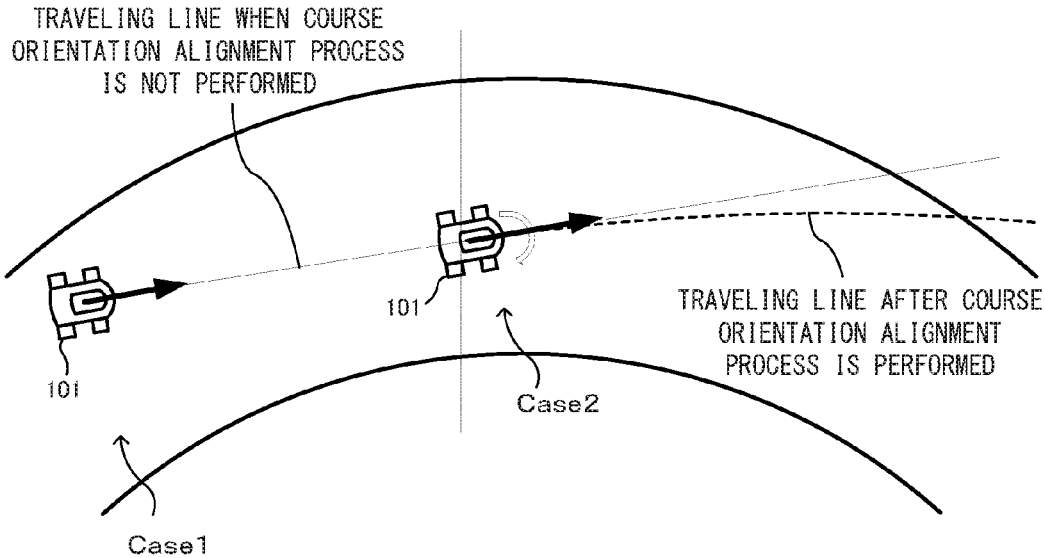 TRAVELING LINE WHEN COURSE
ORIENTATION ALIGNMENT PROCESS
IS NOT PERFORMED
101
101
TRAVELING LINE AFTER COURSE
ORIENTATION ALIGNMENT
PROCESS IS PERFORMED
Case2
Case1